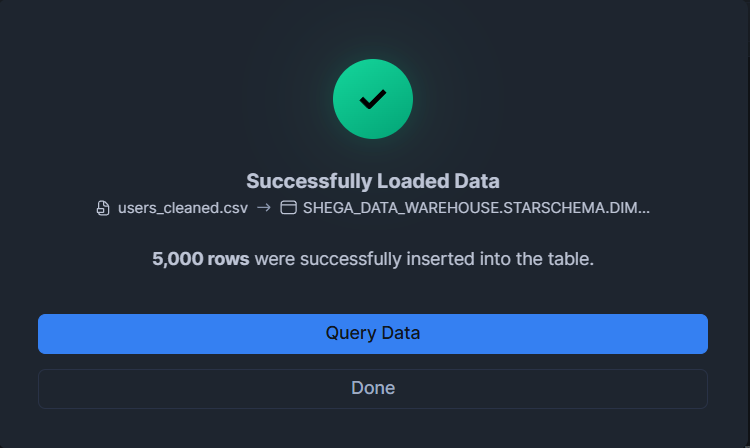 Successfully Loaded Data
users_cleaned.csv → SHEGA_DATA_WAREHOUSE.STARSCHEMA.DIM...
5,000 rows were successfully inserted into the table.
Query Data
Done